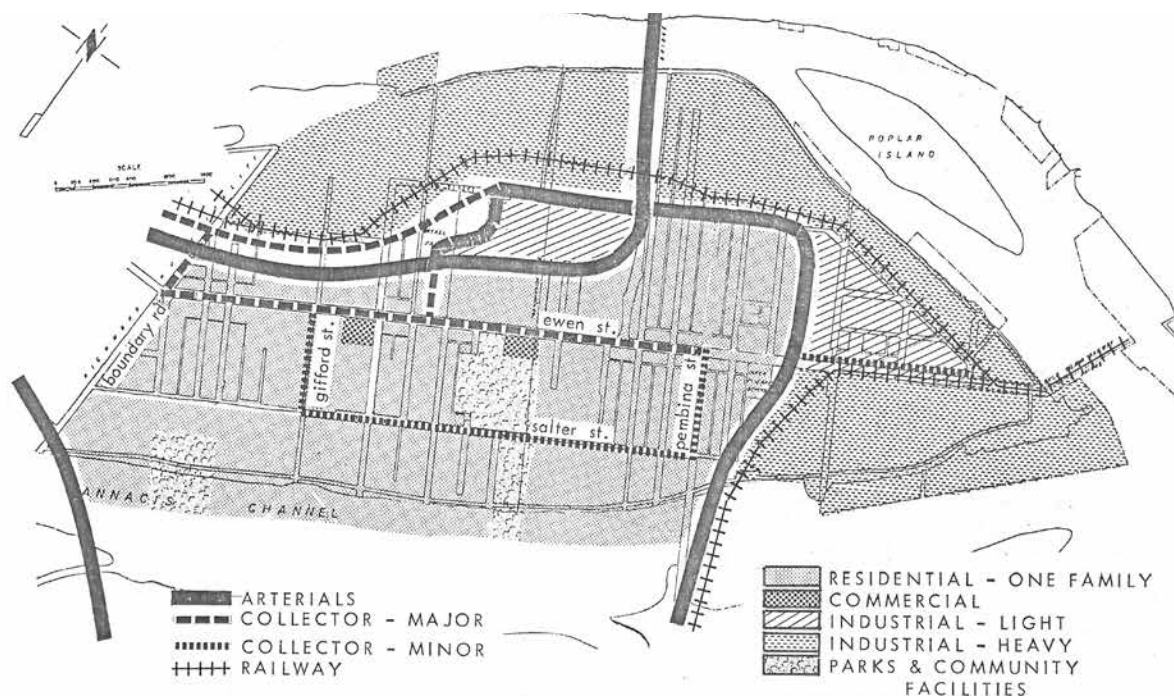 POPLAR
ISLAND
SCALE
boundary rd.
ewen st.
gifford st.
pembina st.
salter st.
ANNACIS CHANNEL
ARTERIALS
COLLECTOR - MAJOR
COLLECTOR - MINOR
RAILWAY
RESIDENTIAL - ONE FAMILY
COMMERCIAL
INDUSTRIAL - LIGHT
INDUSTRIAL - HEAVY
PARKS & COMMUNITY
FACILITIES